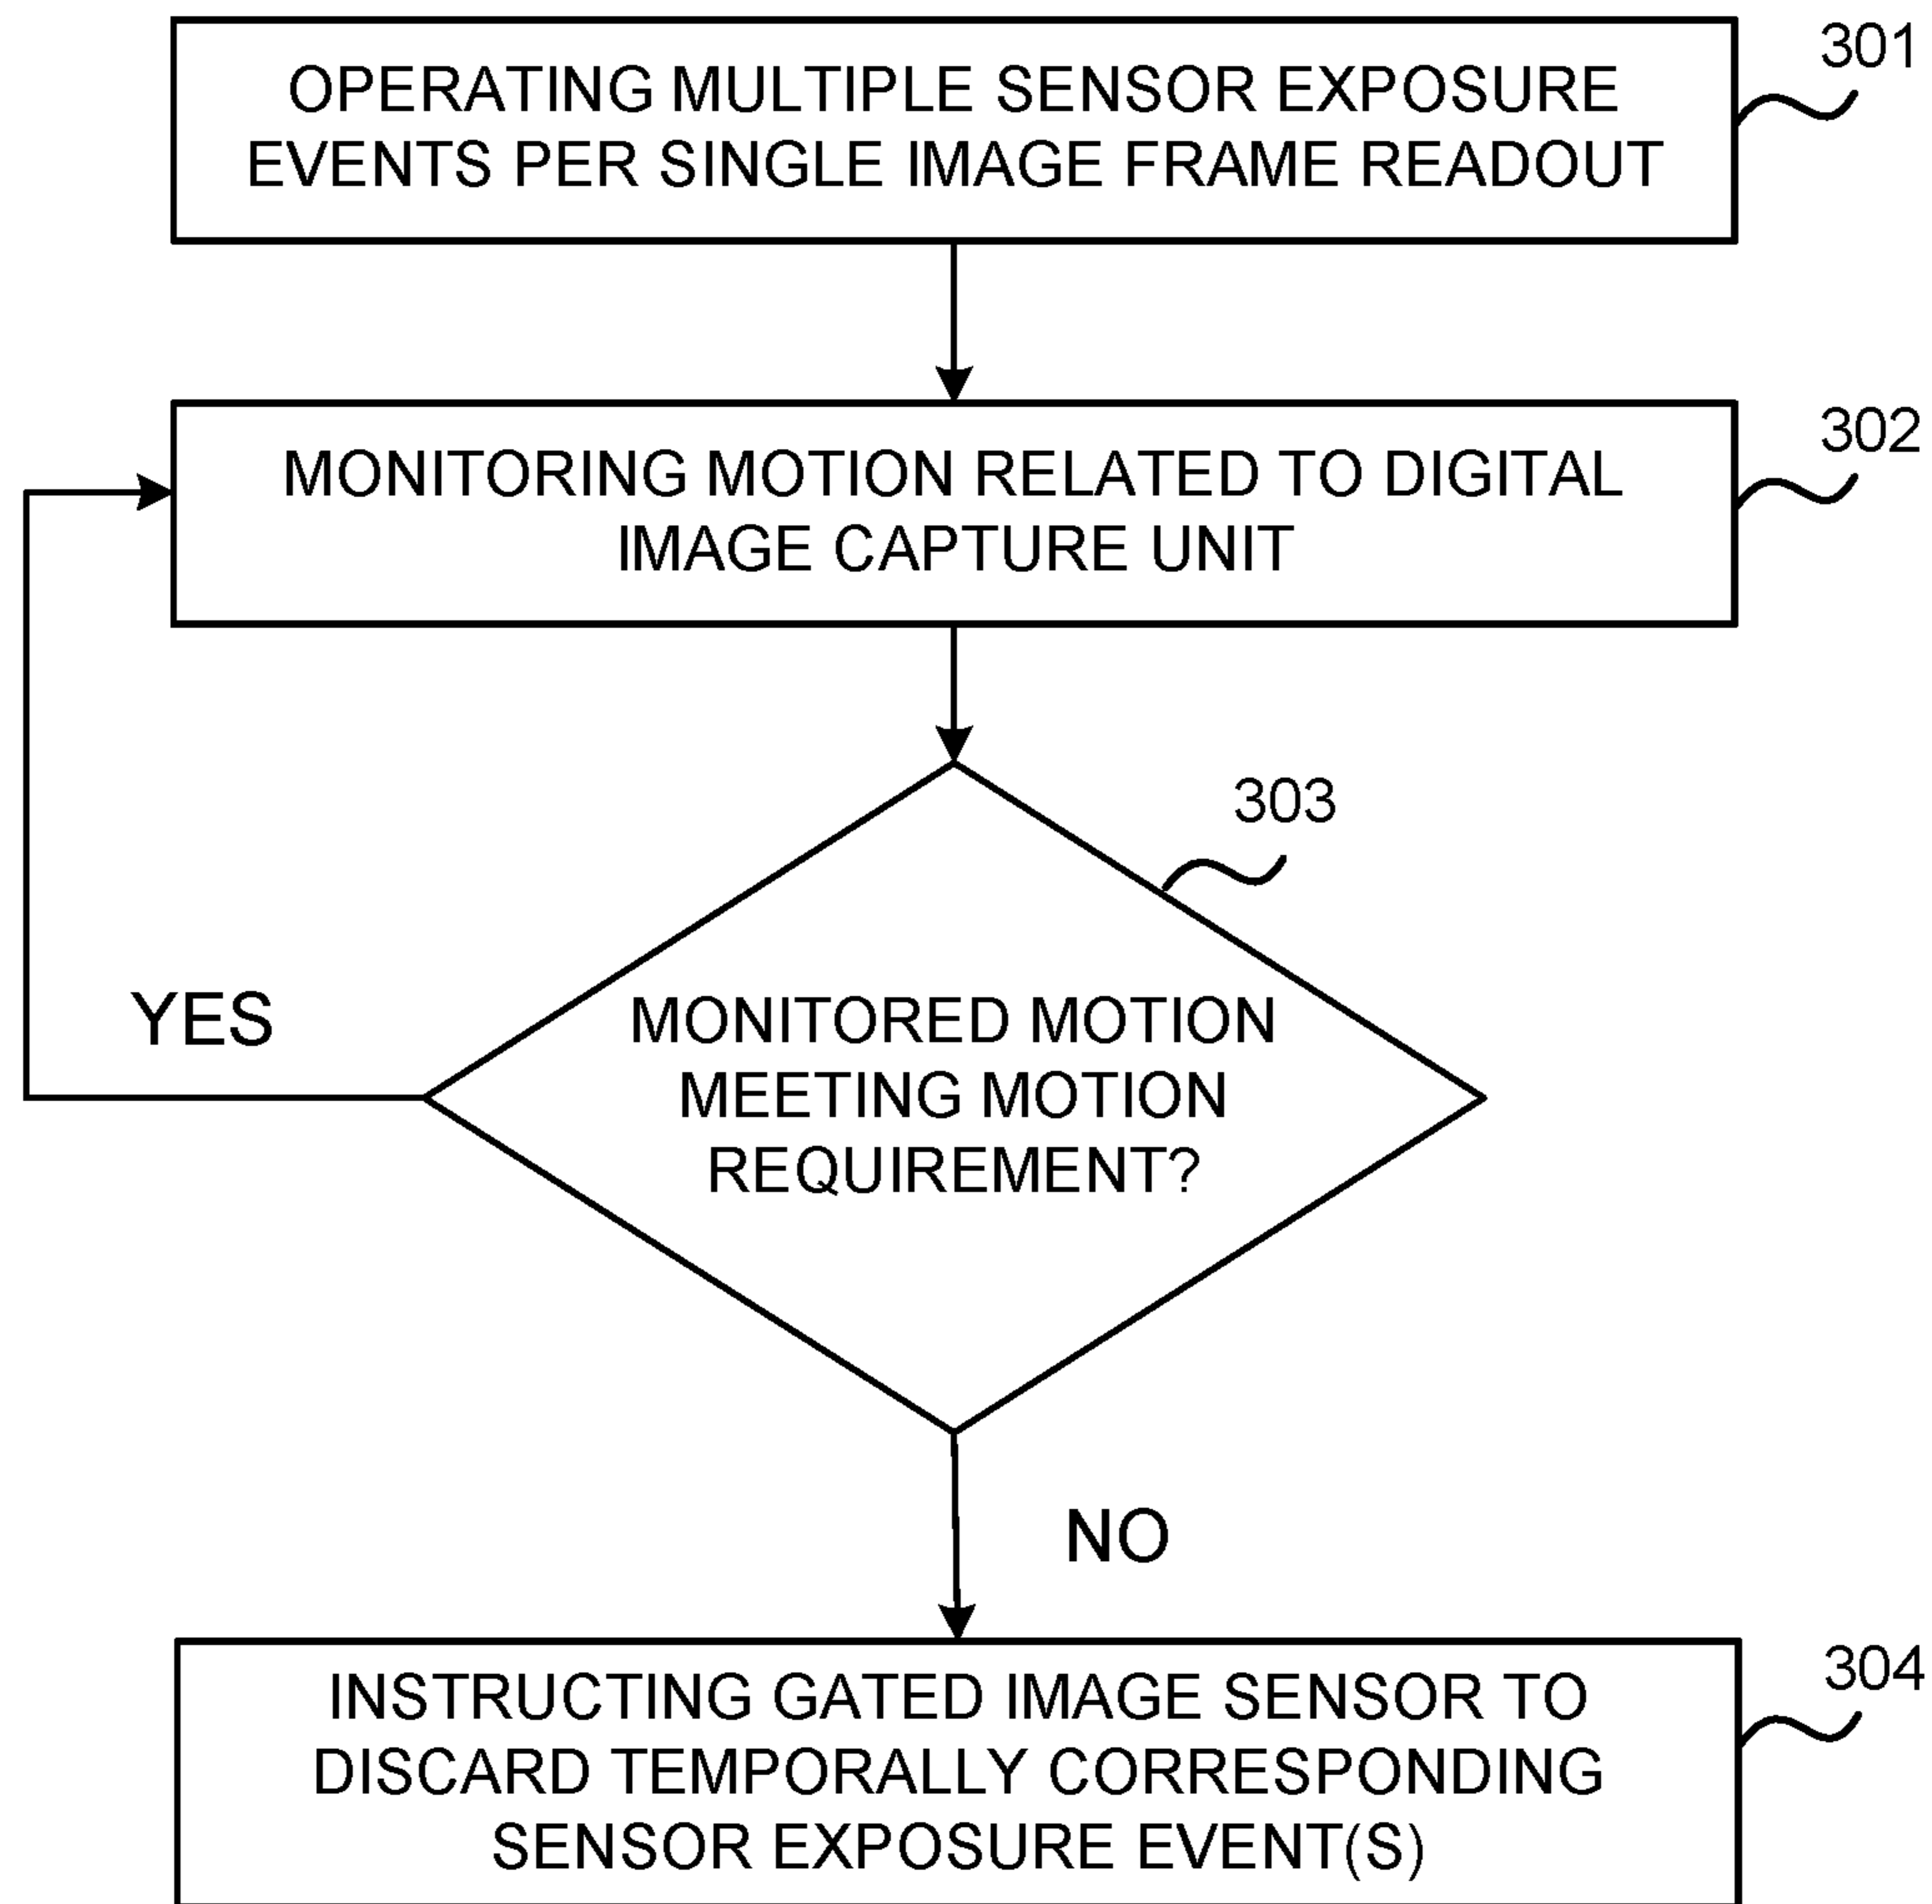 301
OPERATING MULTIPLE SENSOR EXPOSURE
EVENTS PER SINGLE IMAGE FRAME READOUT
302
MONITORING MOTION RELATED TO DIGITAL
IMAGE CAPTURE UNIT
303
YES
MONITORED MOTION
MEETING MOTION
REQUIREMENT?
NO
304
INSTRUCTING GATED IMAGE SENSOR TO
DISCARD TEMPORALLY CORRESPONDING
SENSOR EXPOSURE EVENT(S)